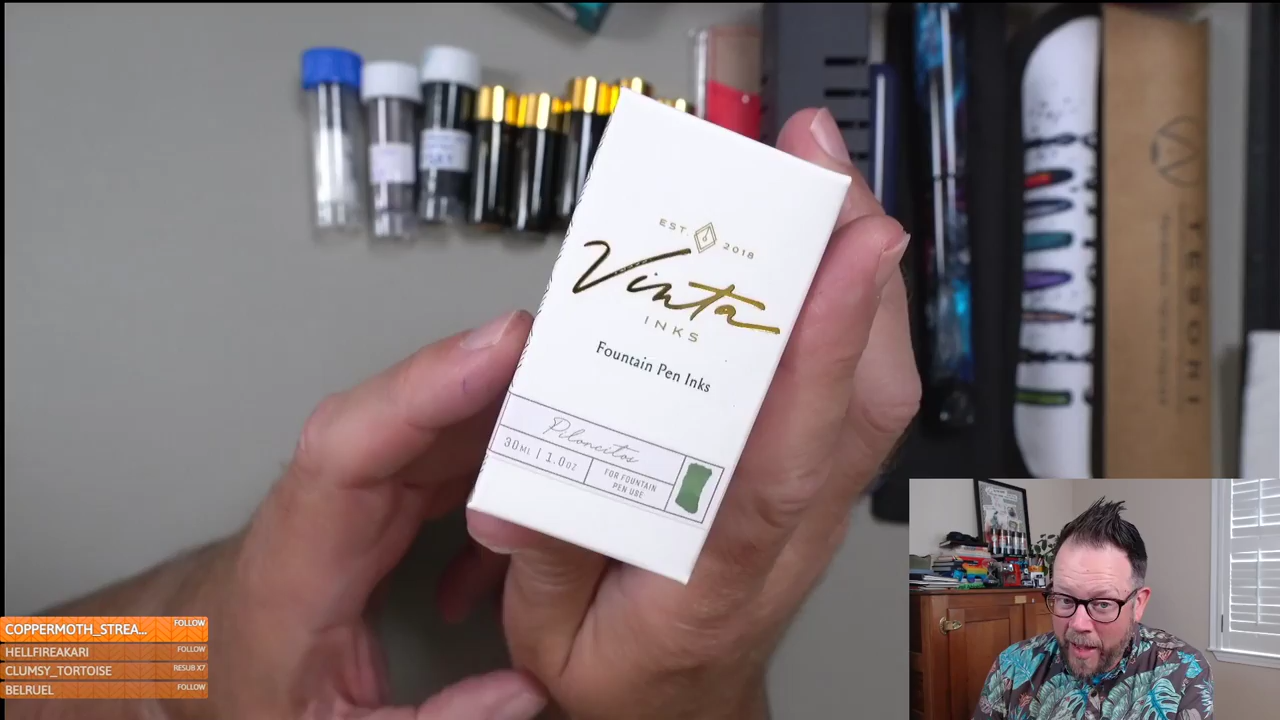 EST. 2018
Vinta
INKS
Fountain Pen Inks
Piloncitos
30ML | 1.0OZ
FOR FOUNTAIN
PEN USE
COPPERMOTH_STREA... FOLLOW
HELLFIREAKARI FOLLOW
CLUMSY_TORTOISE RESUB X7
BELRUEL FOLLOW